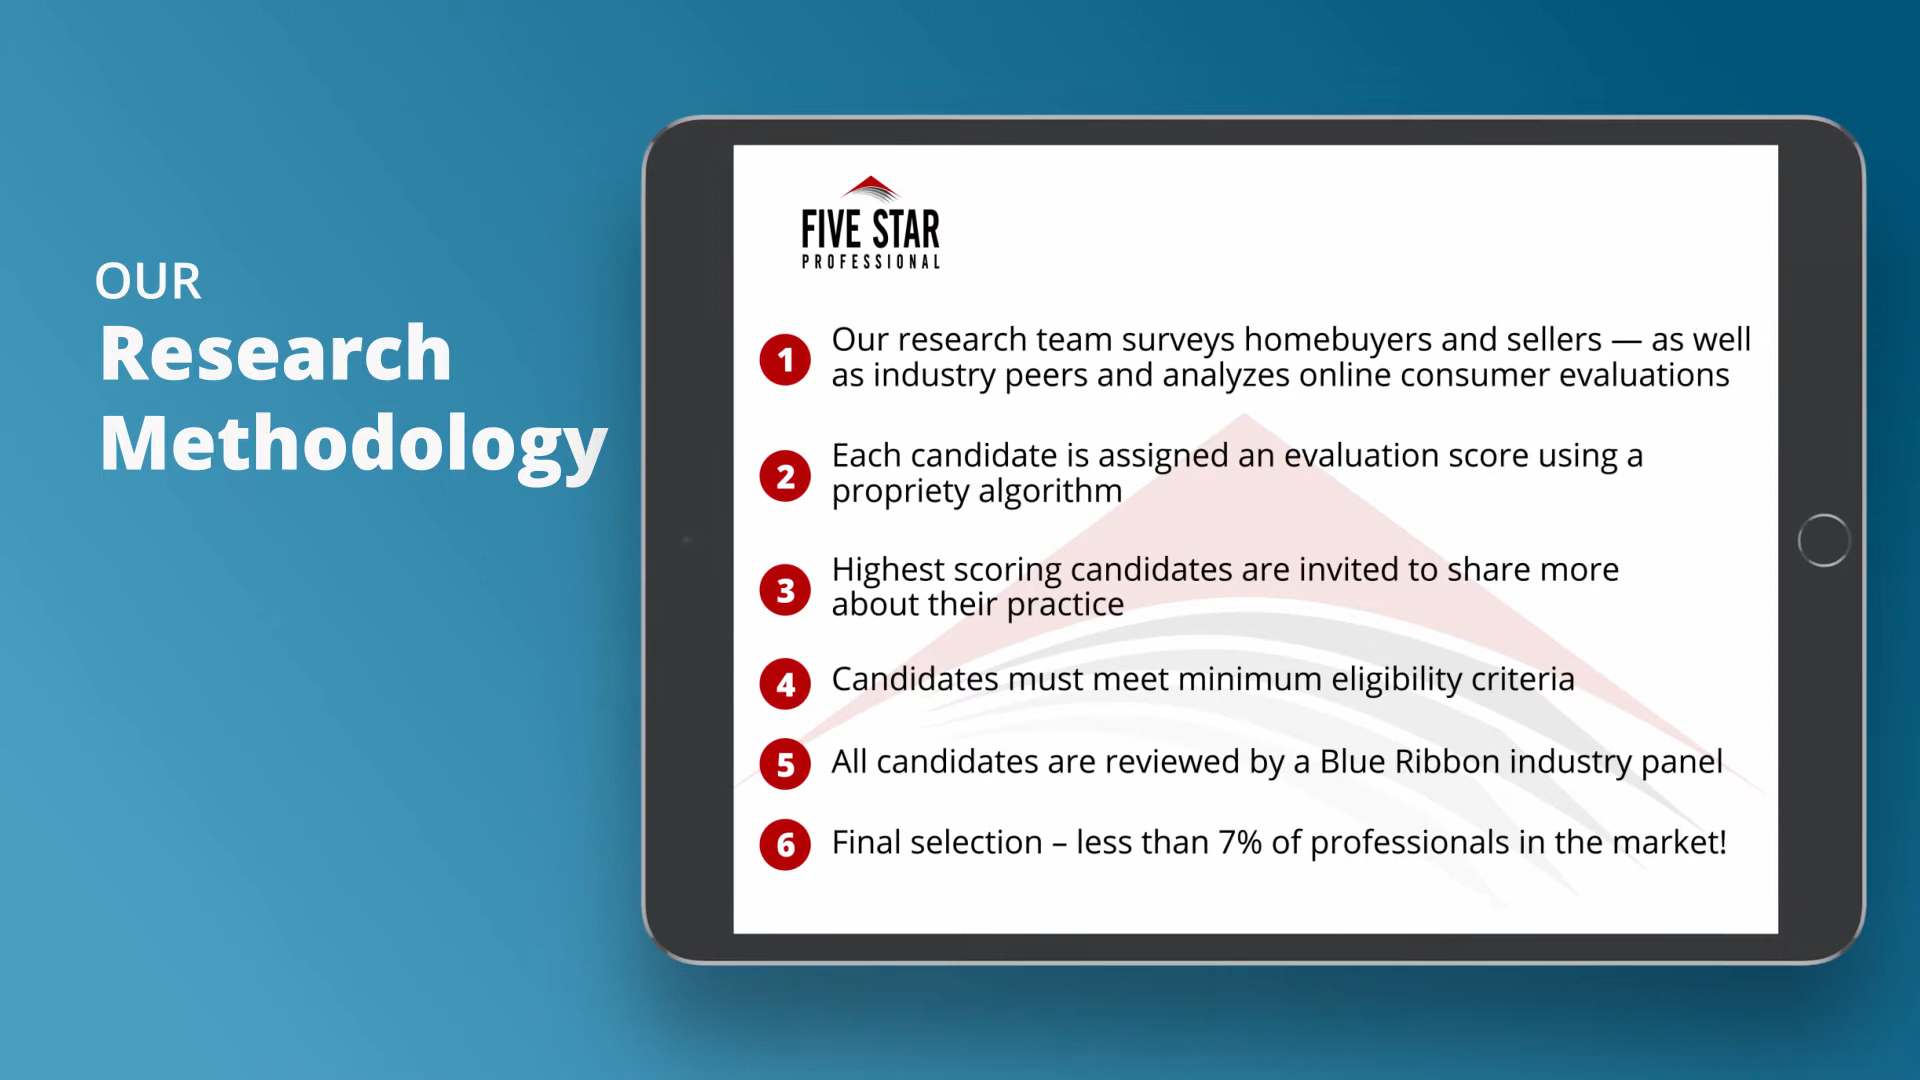 OUR
Research
Methodology
FIVE STAR
PROFESSIONAL
1 Our research team surveys homebuyers and sellers — as well
as industry peers and analyzes online consumer evaluations
2 Each candidate is assigned an evaluation score using a
propriety algorithm
3 Highest scoring candidates are invited to share more
about their practice
4 Candidates must meet minimum eligibility criteria
5 All candidates are reviewed by a Blue Ribbon industry panel
6 Final selection – less than 7% of professionals in the market!